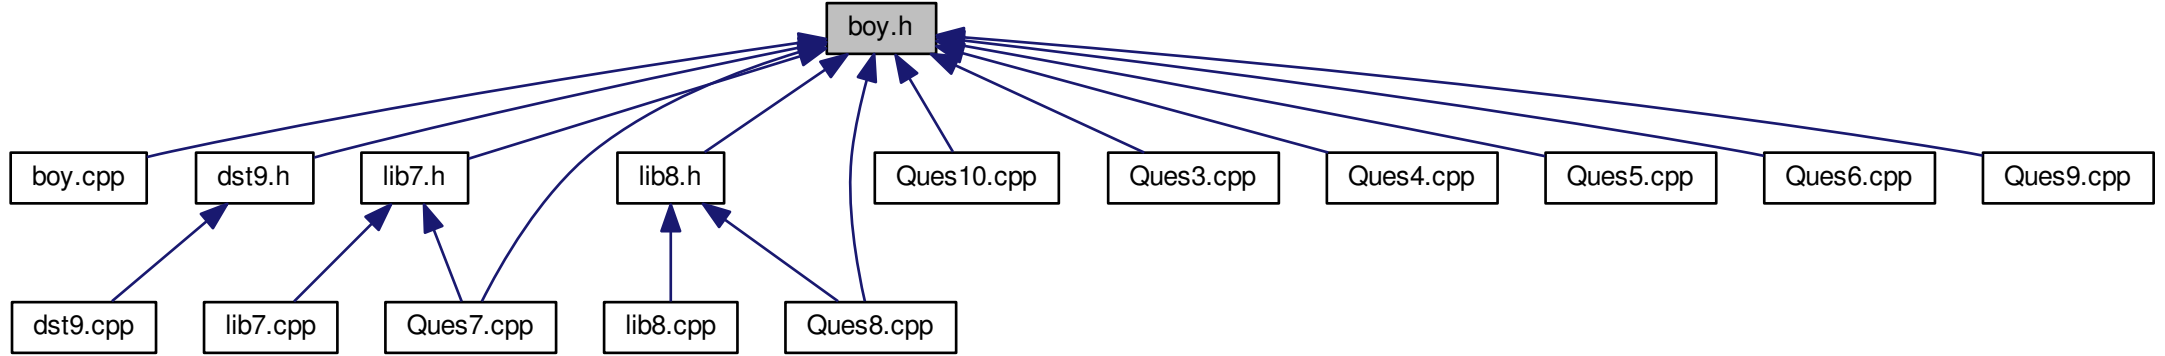 boy.h
boy.cpp
dst9.h
lib7.h
lib8.h
Ques10.cpp
Ques3.cpp
Ques4.cpp
Ques5.cpp
Ques6.cpp
Ques9.cpp
dst9.cpp
lib7.cpp
Ques7.cpp
lib8.cpp
Ques8.cpp